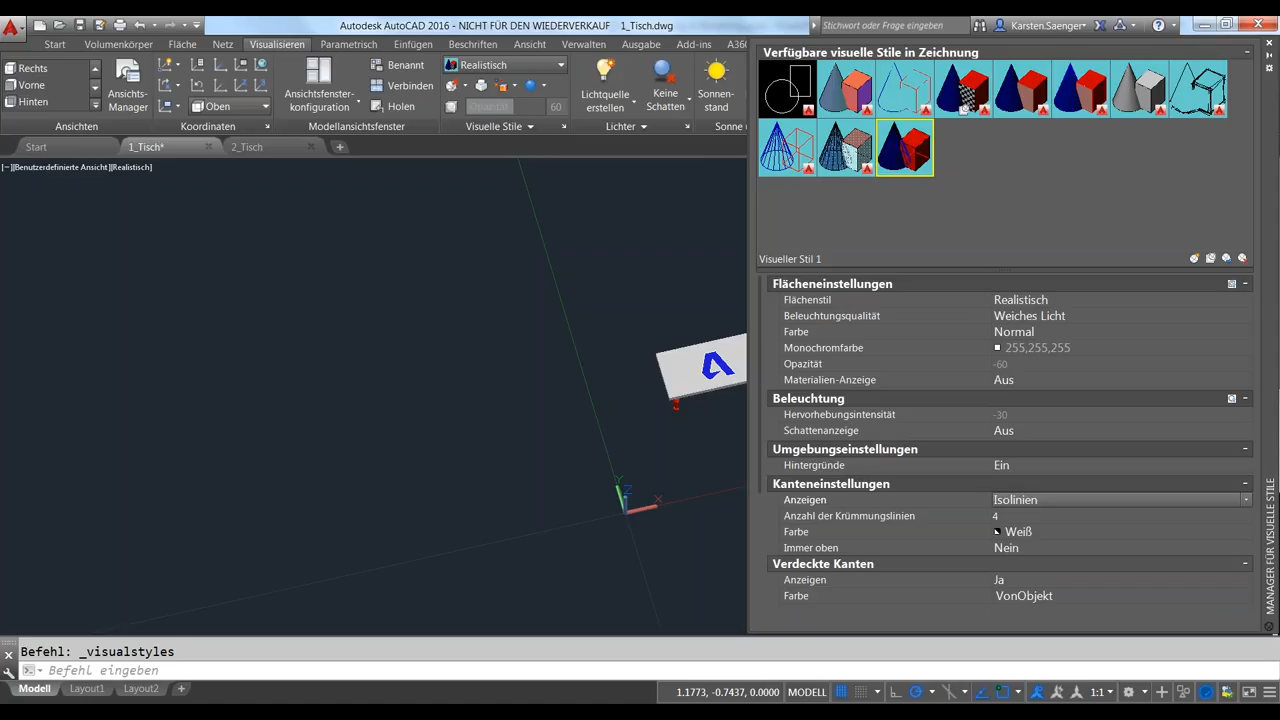 Autodesk AutoCAD 2016 - NICHT FÜR DEN WIEDERVERKAUF 1_Tisch.dwg
Stichwort oder Frage eingeben
Karsten.Saenger
Start Volumenkörper Fläche Netz Visualisieren Parametrisch Einfügen Beschriften Ansicht Verwalten Ausgabe Add-ins A360
Rechts
Vorne
Hinten
Ansichts-
Manager
Ansichten
Oben
Koordinaten
Ansichtsfenster-
konfiguration
Benannt
Verbinden
Holen
Modellansichtsfenster
Realistisch
Opazität 60
Visuelle Stile
Lichtquelle
erstellen
Keine
Schatten
Lichter
Sonnen-
stand
Sonne
Start 1_Tisch* 2_Tisch
[−][Benutzerdefinierte Ansicht][Realistisch]
Y
Z
X
Verfügbare visuelle Stile in Zeichnung
Visueller Stil 1
Flächeneinstellungen
Flächenstil Realistisch
Beleuchtungsqualität Weiches Licht
Farbe Normal
Monochromfarbe 255,255,255
Opazität -60
Materialien-Anzeige Aus
Beleuchtung
Hervorhebungsintensität -30
Schattenanzeige Aus
Umgebungseinstellungen
Hintergründe Ein
Kanteneinstellungen
Anzeigen Isolinien
Anzahl der Krümmungslinien 4
Farbe Weiß
Immer oben Nein
Verdeckte Kanten
Anzeigen Ja
Farbe VonObjekt
MANAGER FÜR VISUELLE STILE
Befehl: _visualstyles
Befehl eingeben
Modell Layout1 Layout2
1.1773, -0.7437, 0.0000 MODELL 1:1